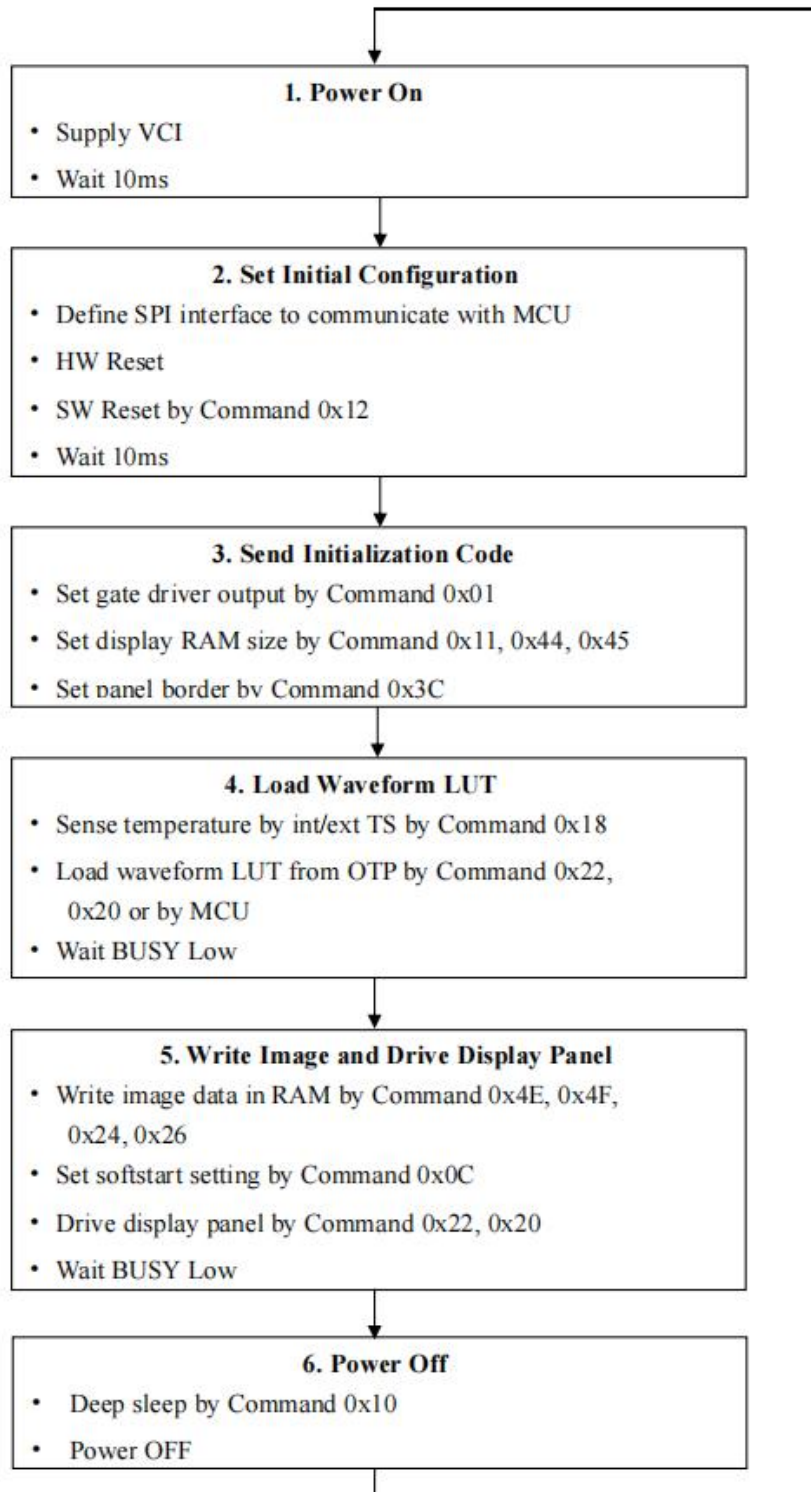 1. Power On
• Supply VCI
• Wait 10ms
2. Set Initial Configuration
• Define SPI interface to communicate with MCU
• HW Reset
• SW Reset by Command 0x12
• Wait 10ms
3. Send Initialization Code
• Set gate driver output by Command 0x01
• Set display RAM size by Command 0x11, 0x44, 0x45
• Set panel border by Command 0x3C
4. Load Waveform LUT
• Sense temperature by int/ext TS by Command 0x18
• Load waveform LUT from OTP by Command 0x22,
0x20 or by MCU
• Wait BUSY Low
5. Write Image and Drive Display Panel
• Write image data in RAM by Command 0x4E, 0x4F,
0x24, 0x26
• Set softstart setting by Command 0x0C
• Drive display panel by Command 0x22, 0x20
• Wait BUSY Low
6. Power Off
• Deep sleep by Command 0x10
• Power OFF